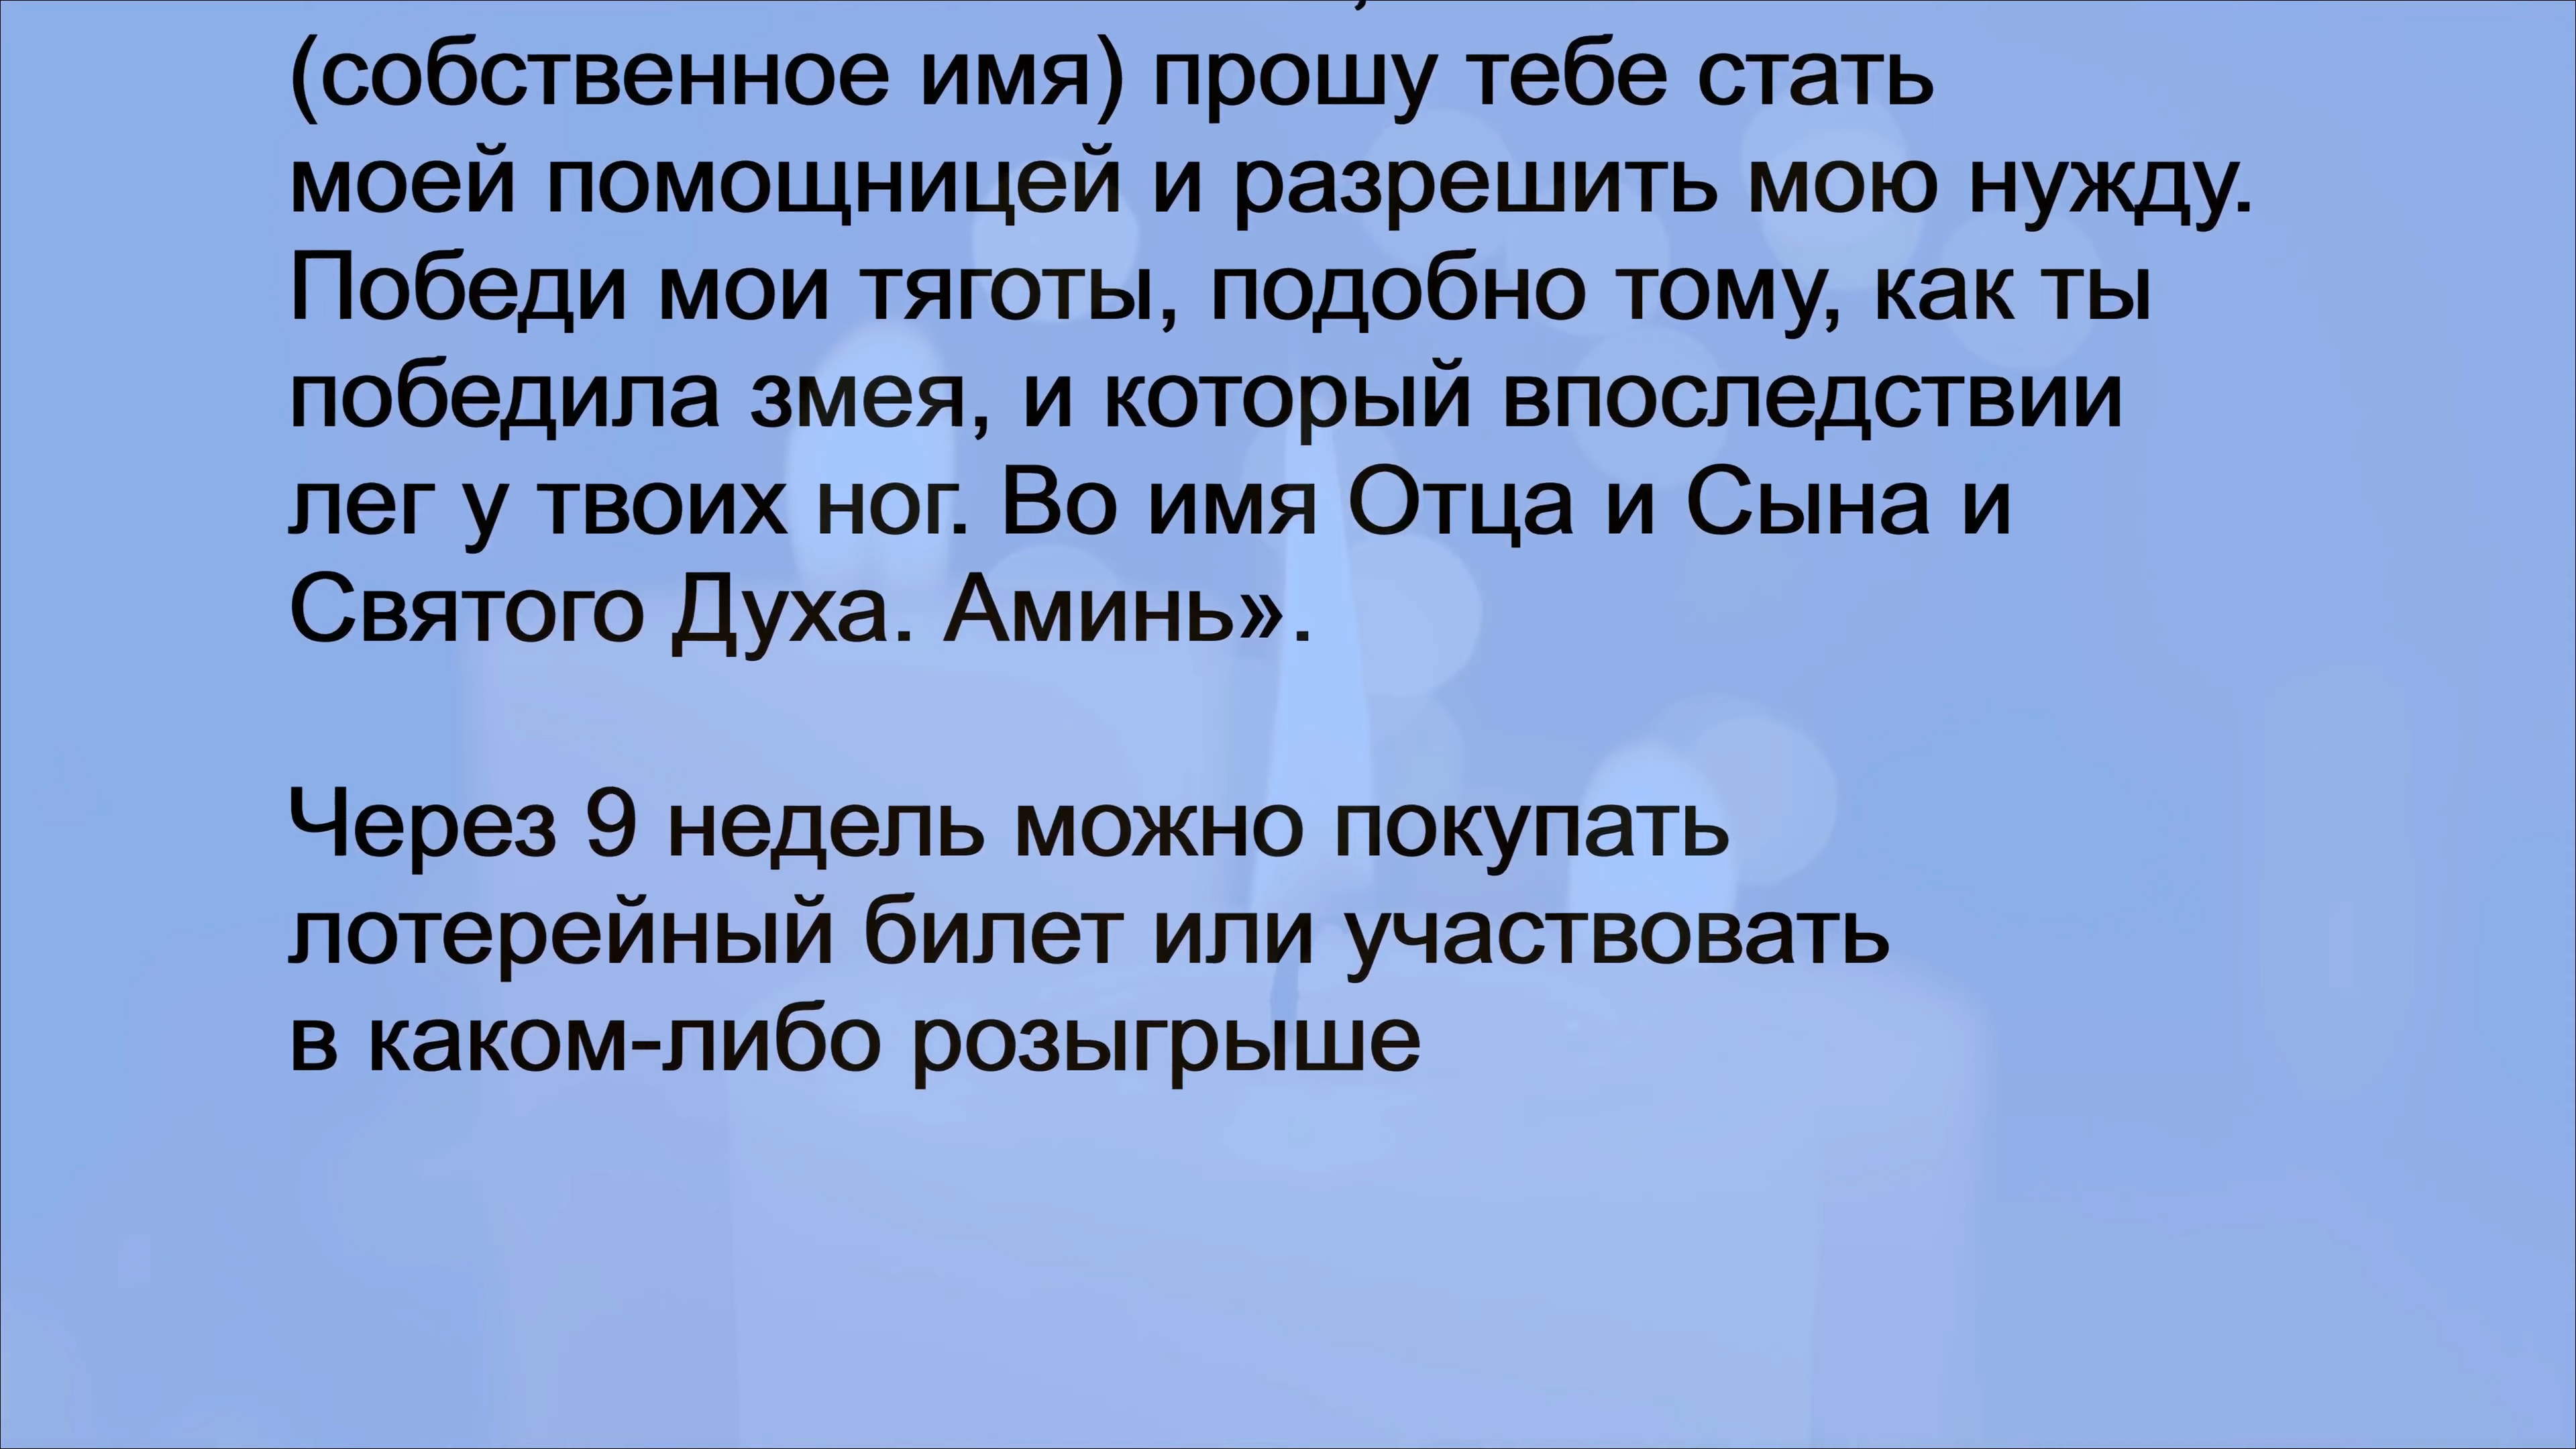 (собственное имя) прошу тебе стать
моей помощницей и разрешить мою нужду.
Победи мои тяготы, подобно тому, как ты
победила змея, и который впоследствии
лег у твоих ног. Во имя Отца и Сына и
Святого Духа. Аминь».
Через 9 недель можно покупать
лотерейный билет или участвовать
в каком-либо розыгрыше